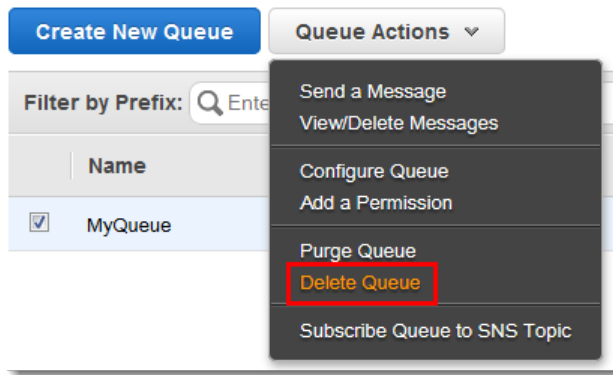 Create New Queue
Queue Actions
Filter by Prefix: Ente
Send a Message
View/Delete Messages
Name
Configure Queue
Add a Permission
MyQueue
Purge Queue
Delete Queue
Subscribe Queue to SNS Topic